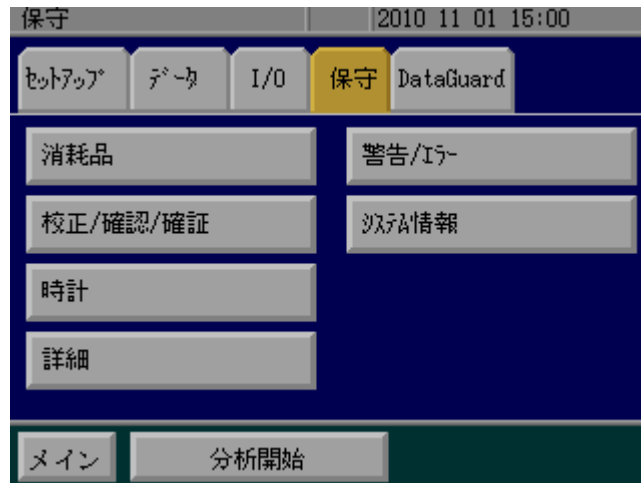 保守 2010 11 01 15:00
ｾｯﾄｱｯﾌﾟ ﾃﾞｰﾀ I/O 保守 DataGuard
消耗品 警告/ｴﾗｰ
校正/確認/確証 ｼｽﾃﾑ情報
時計
詳細
メイン 分析開始